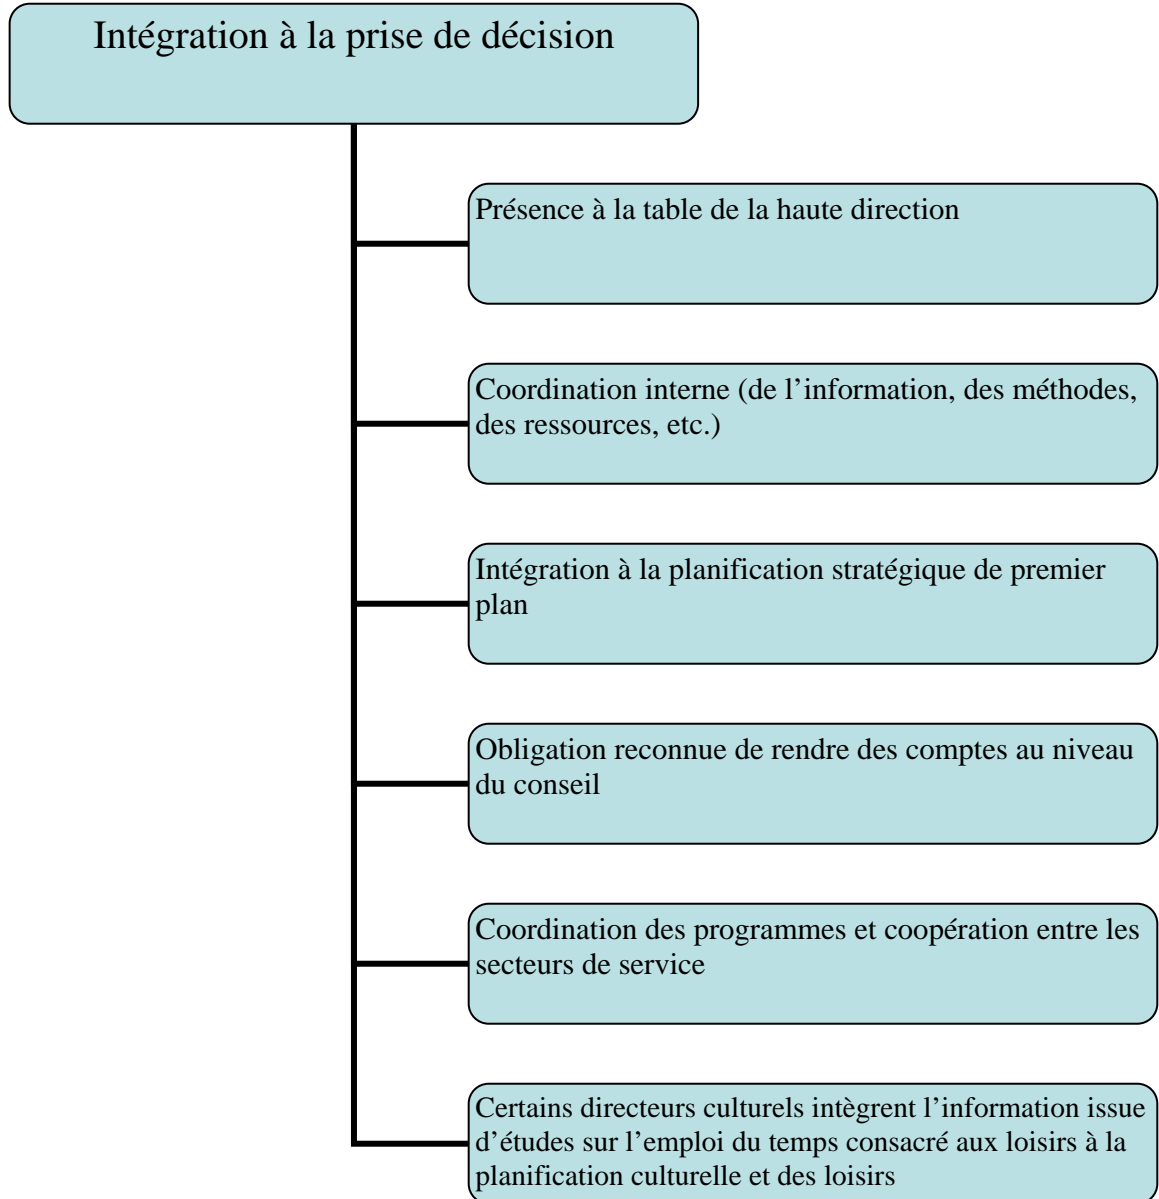 Intégration à la prise de décision
Présence à la table de la haute direction
Coordination interne (de l’information, des méthodes,
des ressources, etc.)
Intégration à la planification stratégique de premier
plan
Obligation reconnue de rendre des comptes au niveau
du conseil
Coordination des programmes et coopération entre les
secteurs de service
Certains directeurs culturels intègrent l’information issue
d’études sur l’emploi du temps consacré aux loisirs à la
planification culturelle et des loisirs